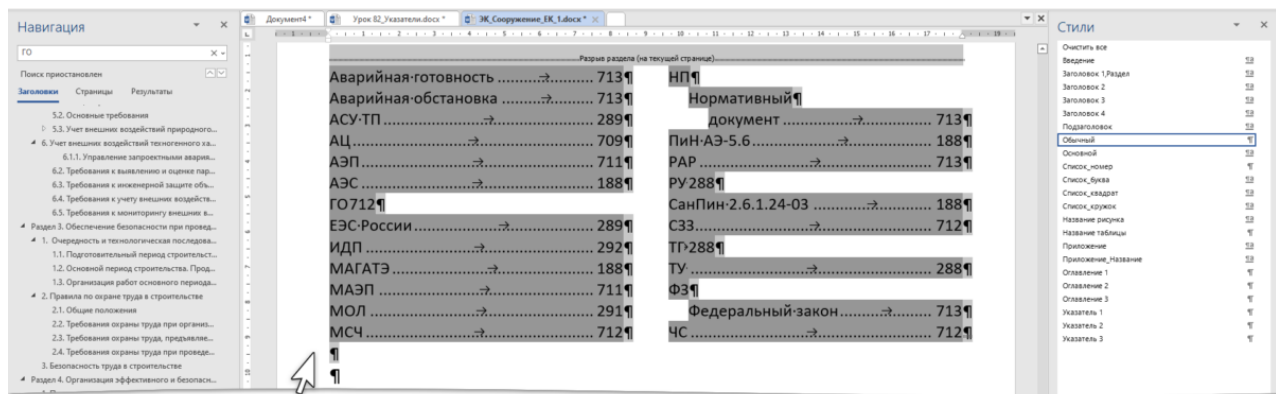 Документ4 *
Урок 82_Указатели.docx *
ЭК_Сооружение_ЕК_1.docx *
Навигация
ГО
Поиск приостановлен
Заголовки Страницы Результаты
5.2. Основные требования
5.3. Учет внешних воздействий природного...
6. Учет внешних воздействий техногенного ха...
6.1.1. Управление запроектными авария...
6.2. Требования к выявлению и оценке пар...
6.3. Требования к инженерной защите объ...
6.4. Требования к учету внешних воздейств...
6.5. Требования к мониторингу внешних в...
Раздел 3. Обеспечение безопасности при провед...
1. Очередность и технологическая последова...
1.1. Подготовительный период строительст...
1.2. Основной период строительства. Прод...
1.3. Организация работ основного периода...
2. Правила по охране труда в строительстве
2.1. Общие положения
2.2. Требования охраны труда при организ...
2.3. Требования охраны труда, предъявляе...
2.4. Требования охраны труда при проведе...
3. Безопасность труда в строительстве
Раздел 4. Организация эффективного и безопасн...
Разрыв раздела (на текущей странице)
Аварийная·готовность ..........→.......... 713¶
Аварийная·обстановка ..........→.......... 713¶
АСУ·ТП ..........→.......... 289¶
АЦ ..........→.......... 709¶
АЭП ..........→.......... 711¶
АЭС ..........→.......... 188¶
ГО712¶
ЕЭС·России ..........→.......... 289¶
ИДП ..........→.......... 292¶
МАГАТЭ ..........→.......... 188¶
МАЭП ..........→.......... 711¶
МОЛ ..........→.......... 291¶
МСЧ ..........→.......... 712¶
¶
¶
НП¶
Нормативный¶
документ ..........→.......... 713¶
ПиН·АЭ-5.6 ..........→.......... 188¶
РАР ..........→.......... 713¶
РУ·288¶
СанПин·2.6.1.24-03 ..........→.......... 188¶
СЗЗ ..........→.......... 712¶
ТГ·288¶
ТУ· ..........→.......... 288¶
ФЗ¶
Федеральный·закон ..........→.......... 713¶
ЧС ..........→.......... 712¶
Стили
Очистить все
Введение
Заголовок 1,Раздел
Заголовок 2
Заголовок 3
Заголовок 4
Подзаголовок
Обычный
Основной
Список_номер
Список_буква
Список_квадрат
Список_кружок
Название рисунка
Название таблицы
Приложение
Приложение_Название
Оглавление 1
Оглавление 2
Оглавление 3
Указатель 1
Указатель 2
Указатель 3